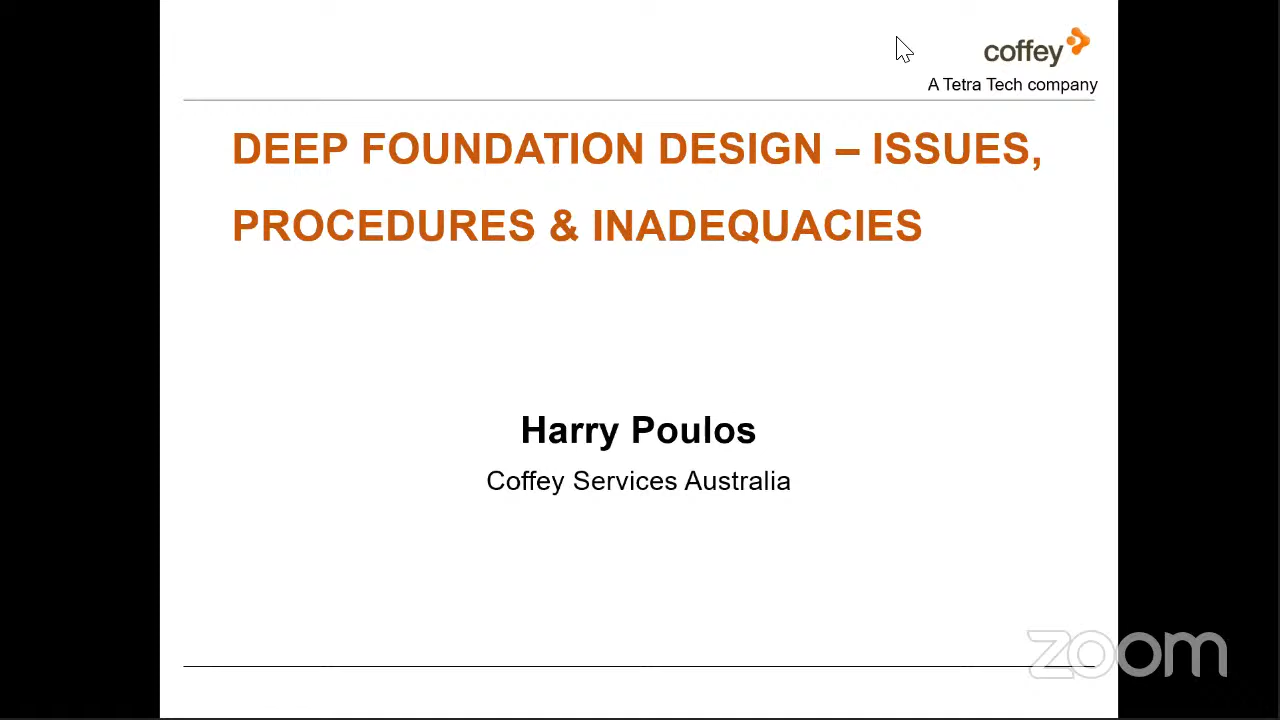 coffey
A Tetra Tech company
DEEP FOUNDATION DESIGN – ISSUES,
PROCEDURES & INADEQUACIES
Harry Poulos
Coffey Services Australia
zoom